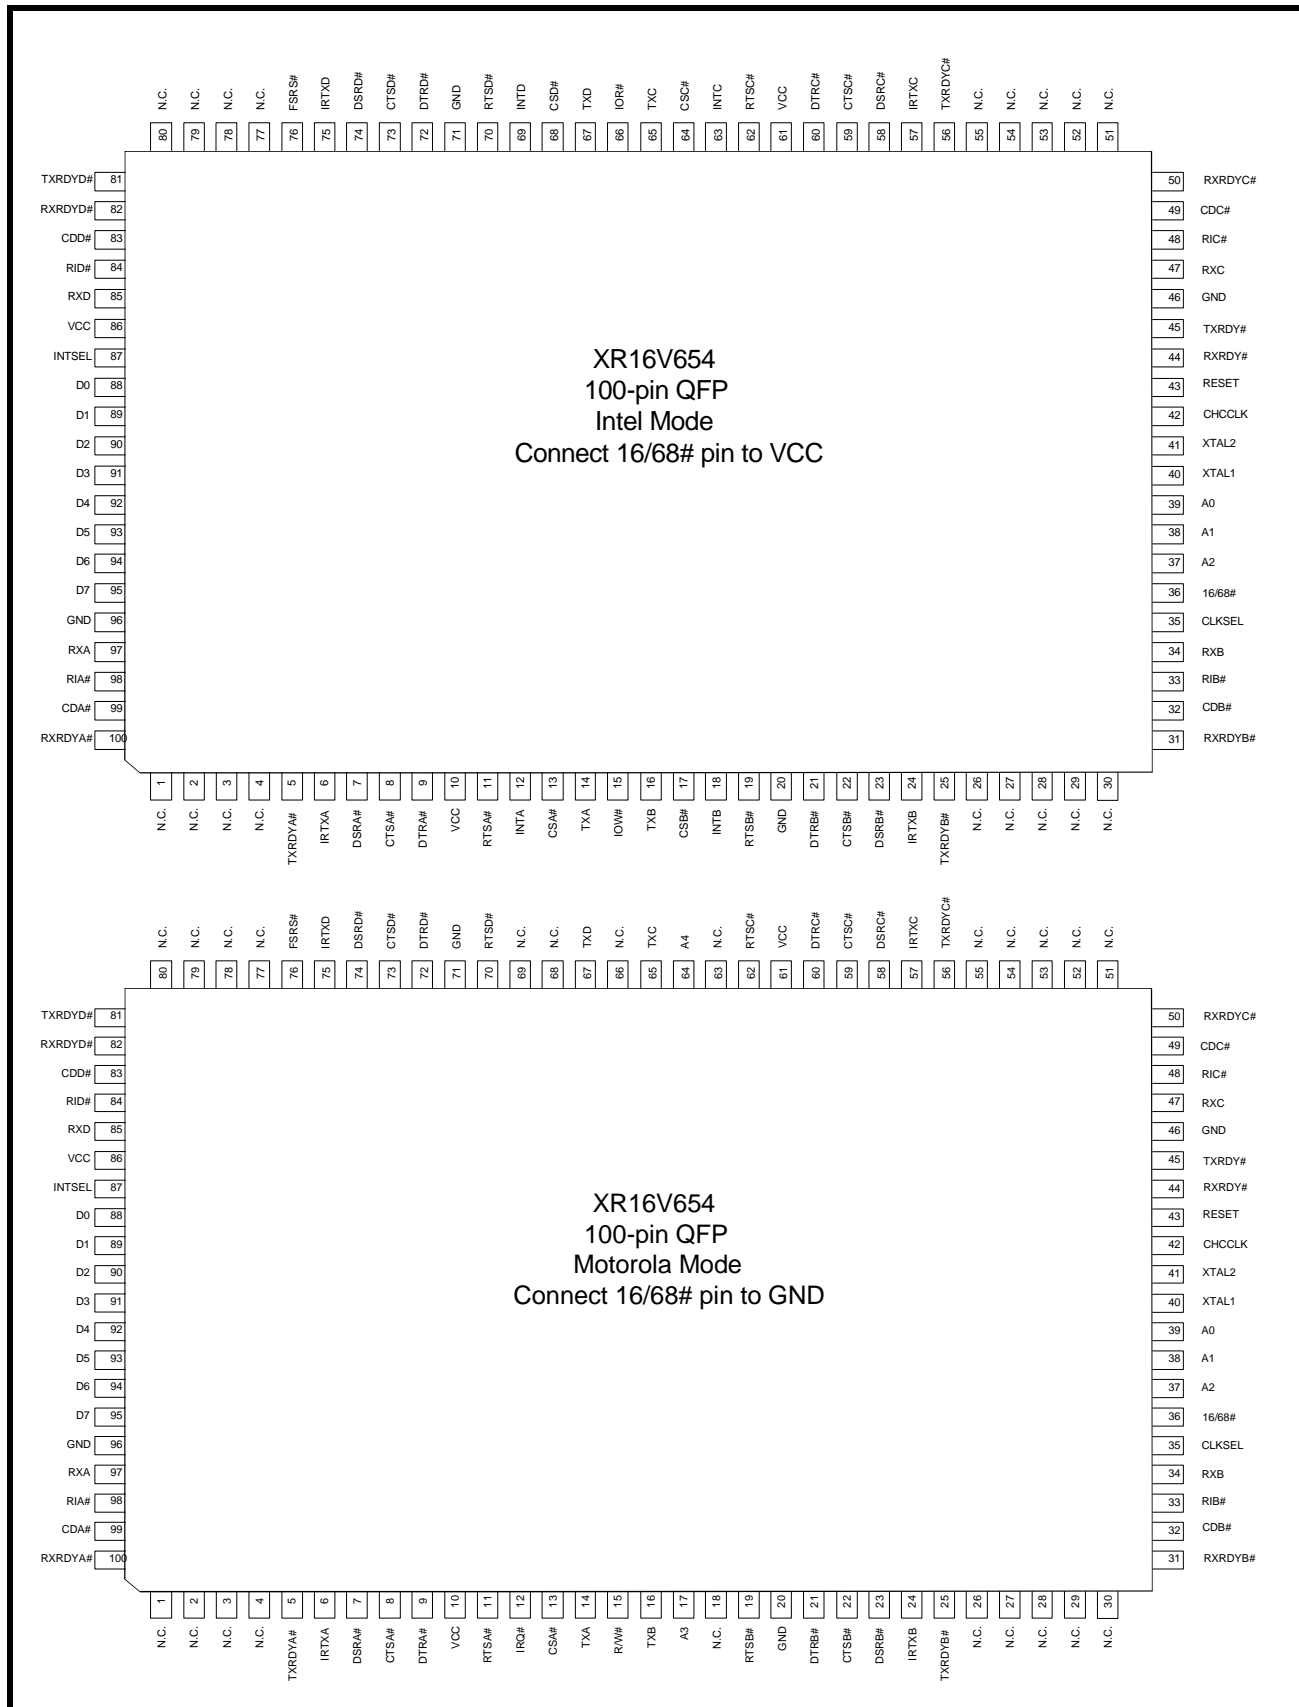 N.C. N.C. N.C. N.C. FSRS# IRTXD DSRD# CTSD# DTRD# GND RTSD# INTD CSD# TXD IOR# TXC CSC# INTC RTSC# VCC DTRC# CTSC# DSRC# IRTXC TXRDYC# N.C. N.C. N.C. N.C. N.C.
80 79 78 77 76 75 74 73 72 71 70 69 68 67 66 65 64 63 62 61 60 59 58 57 56 55 54 53 52 51
TXRDYD# 81
RXRDYD# 82
CDD# 83
RID# 84
RXD 85
VCC 86
INTSEL 87
D0 88
D1 89
D2 90
D3 91
D4 92
D5 93
D6 94
D7 95
GND 96
RXA 97
RIA# 98
CDA# 99
RXRDYA# 100
XR16V654
100-pin QFP
Intel Mode
Connect 16/68# pin to VCC
50 RXRDYC#
49 CDC#
48 RIC#
47 RXC
46 GND
45 TXRDY#
44 RXRDY#
43 RESET
42 CHCCLK
41 XTAL2
40 XTAL1
39 A0
38 A1
37 A2
36 16/68#
35 CLKSEL
34 RXB
33 RIB#
32 CDB#
31 RXRDYB#
1 2 3 4 5 6 7 8 9 10 11 12 13 14 15 16 17 18 19 20 21 22 23 24 25 26 27 28 29 30
N.C. N.C. N.C. N.C. TXRDYA# IRTXA DSRA# CTSA# DTRA# VCC RTSA# INTA CSA# TXA IOW# TXB CSB# INTB RTSB# GND DTRB# CTSB# DSRB# IRTXB TXRDYB# N.C. N.C. N.C. N.C. N.C.
N.C. N.C. N.C. N.C. FSRS# IRTXD DSRD# CTSD# DTRD# GND RTSD# N.C. N.C. TXD N.C. TXC A4 N.C. RTSC# VCC DTRC# CTSC# DSRC# IRTXC TXRDYC# N.C. N.C. N.C. N.C. N.C.
80 79 78 77 76 75 74 73 72 71 70 69 68 67 66 65 64 63 62 61 60 59 58 57 56 55 54 53 52 51
TXRDYD# 81
RXRDYD# 82
CDD# 83
RID# 84
RXD 85
VCC 86
INTSEL 87
D0 88
D1 89
D2 90
D3 91
D4 92
D5 93
D6 94
D7 95
GND 96
RXA 97
RIA# 98
CDA# 99
RXRDYA# 100
XR16V654
100-pin QFP
Motorola Mode
Connect 16/68# pin to GND
50 RXRDYC#
49 CDC#
48 RIC#
47 RXC
46 GND
45 TXRDY#
44 RXRDY#
43 RESET
42 CHCCLK
41 XTAL2
40 XTAL1
39 A0
38 A1
37 A2
36 16/68#
35 CLKSEL
34 RXB
33 RIB#
32 CDB#
31 RXRDYB#
1 2 3 4 5 6 7 8 9 10 11 12 13 14 15 16 17 18 19 20 21 22 23 24 25 26 27 28 29 30
N.C. N.C. N.C. N.C. TXRDYA# IRTXA DSRA# CTSA# DTRA# VCC RTSA# IRQ# CSA# TXA R/W# TXB A3 N.C. RTSB# GND DTRB# CTSB# DSRB# IRTXB TXRDYB# N.C. N.C. N.C. N.C. N.C.